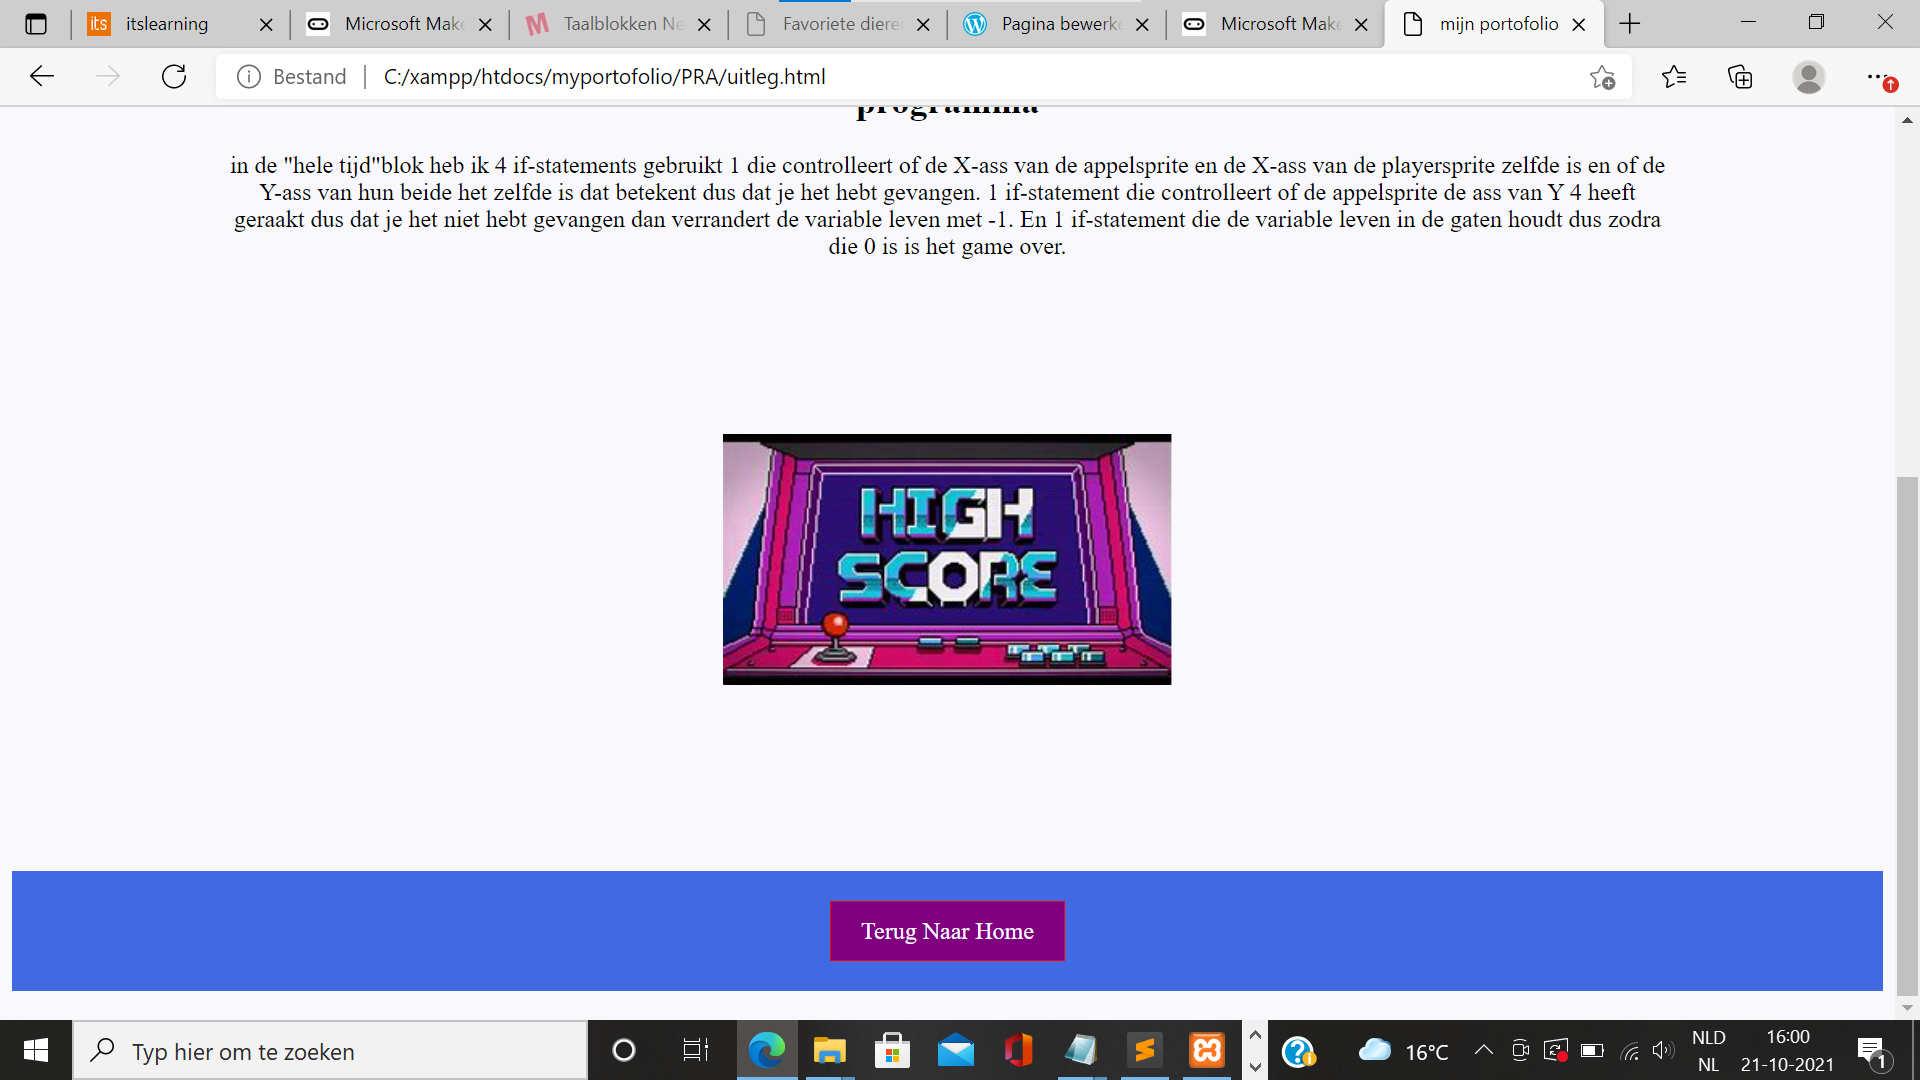 itslearning
Microsoft Make
Taalblokken Ne
Favoriete diere
Pagina bewerke
Microsoft Make
mijn portofolio
Bestand
C:/xampp/htdocs/myportofolio/PRA/uitleg.html
programma
in de "hele tijd"blok heb ik 4 if-statements gebruikt 1 die controlleert of de X-ass van de appelsprite en de X-ass van de playersprite zelfde is en of de
Y-ass van hun beide het zelfde is dat betekent dus dat je het hebt gevangen. 1 if-statement die controlleert of de appelsprite de ass van Y 4 heeft
geraakt dus dat je het niet hebt gevangen dan verrandert de variable leven met -1. En 1 if-statement die de variable leven in de gaten houdt dus zodra
die 0 is is het game over.
HIGH
SCORE
Terug Naar Home
Typ hier om te zoeken
16°C
NLD
NL
16:00
21-10-2021
1